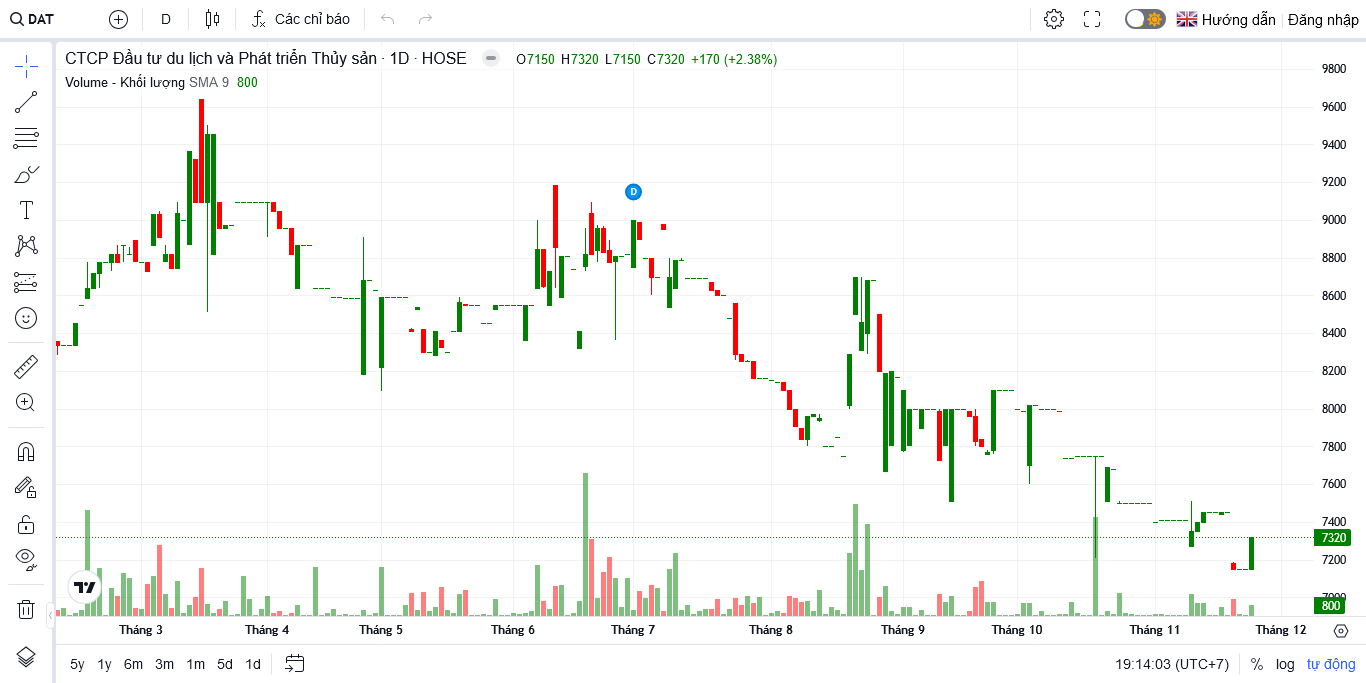 DAT D Các chỉ báo Hướng dẫn Đăng nhập
CTCP Đầu tư du lịch và Phát triển Thủy sản · 1D · HOSE O7150 H7320 L7150 C7320 +170 (+2.38%)
Volume - Khối lượng SMA 9 800
9800
9600
9400
9200
D
9000
8800
8600
8400
8200
8000
7800
7600
7400
7320
7200
7000
800
Tháng 3 Tháng 4 Tháng 5 Tháng 6 Tháng 7 Tháng 8 Tháng 9 Tháng 10 Tháng 11 Tháng 12
5y 1y 6m 3m 1m 5d 1d 19:14:03 (UTC+7) % log tự động